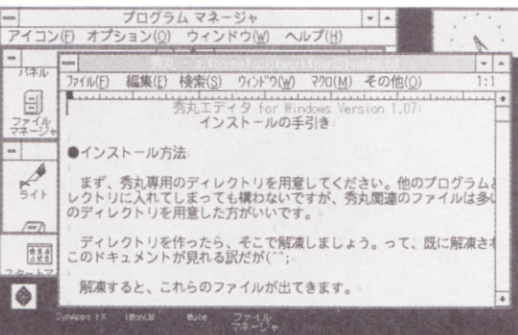 プログラム マネージャ
アイコン(F) オプション(O) ウィンドウ(W) ヘルプ(H)
パネル
ファイル
マネージャ
ライト
ファイル(F) 編集(E) 検索(S) ウィンドウ(W) マクロ(M) その他(O) 1:1
秀丸エディタ for Windows Version 1.07
インストールの手引き
●インストール方法
まず、秀丸専用のディレクトリを用意してください。他のプログラムと
レクトリに入れてしまっても構わないですが、秀丸関連のファイルは多い
のディレクトリを用意した方がいいです。
ディレクトリを作ったら、そこで解凍しましょう。って、既に解凍され
このドキュメントが見れる訳だが(^^;
解凍すると、これらのファイルが出てきます。
Mule
ファイル
マネージャ